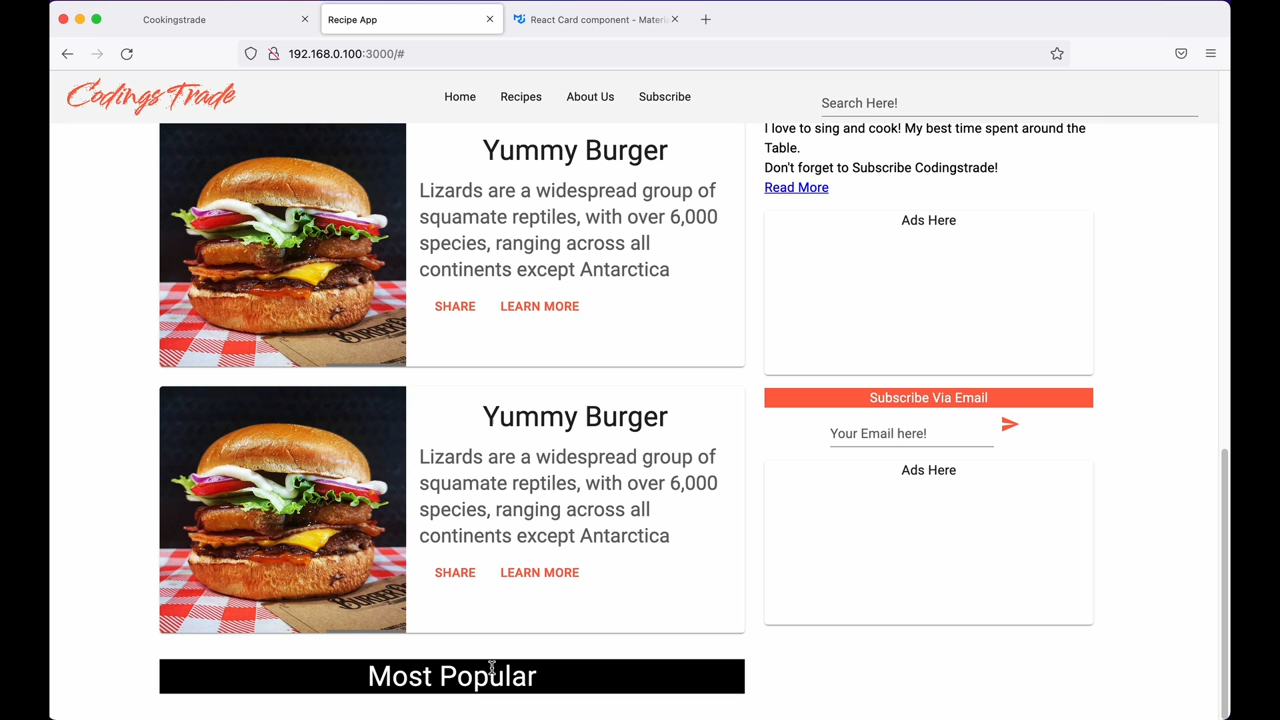 Cookingstrade
Recipe App
React Card component - Materia
192.168.0.100:3000/#
Codings Trade
Home
Recipes
About Us
Subscribe
Search Here!
Yummy Burger
Lizards are a widespread group of
squamate reptiles, with over 6,000
species, ranging across all
continents except Antarctica
SHARE
LEARN MORE
Yummy Burger
Lizards are a widespread group of
squamate reptiles, with over 6,000
species, ranging across all
continents except Antarctica
SHARE
LEARN MORE
Most Popular
I love to sing and cook! My best time spent around the
Table.
Don't forget to Subscribe Codingstrade!
Read More
Ads Here
Subscribe Via Email
Your Email here!
Ads Here